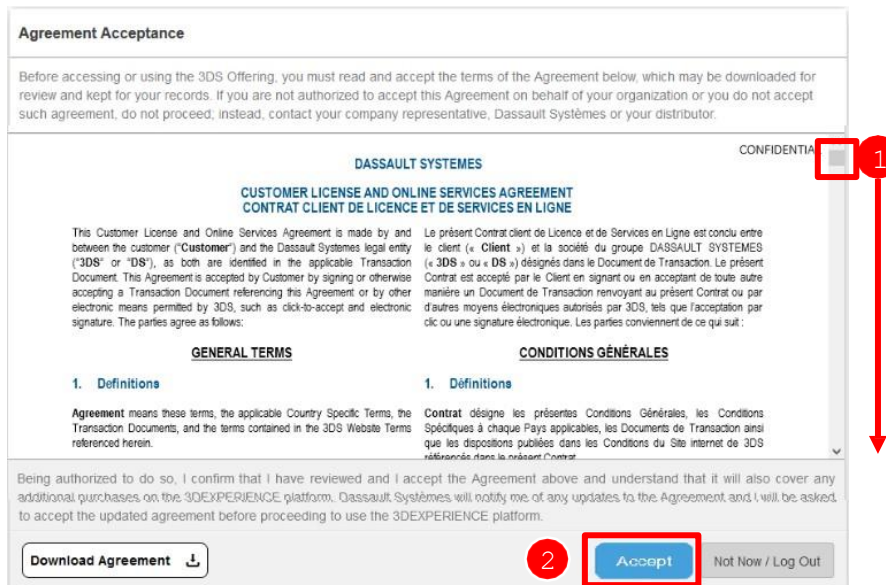 Agreement Acceptance
Before accessing or using the 3DS Offering, you must read and accept the terms of the Agreement below, which may be downloaded for
review and kept for your records. If you are not authorized to accept this Agreement on behalf of your organization or you do not accept
such agreement, do not proceed; instead, contact your company representative, Dassault Systèmes or your distributor.
CONFIDENTIA
1
DASSAULT SYSTEMES
CUSTOMER LICENSE AND ONLINE SERVICES AGREEMENT
CONTRAT CLIENT DE LICENCE ET DE SERVICES EN LIGNE
This Customer License and Online Services Agreement is made by and
between the customer ("Customer") and the Dassault Systemes legal entity
("3DS" or "DS"), as both are identified in the applicable Transaction
Document. This Agreement is accepted by Customer by signing or otherwise
accepting a Transaction Document referencing this Agreement or by other
electronic means permitted by 3DS, such as click-to-accept and electronic
signature. The parties agree as follows:
GENERAL TERMS
1. Definitions
Agreement means these terms, the applicable Country Specific Terms, the
Transaction Documents, and the terms contained in the 3DS Website Terms
referenced herein.
Le présent Contrat client de Licence et de Services en Ligne est conclu entre
le client (« Client ») et la société du groupe DASSAULT SYSTEMES
(« 3DS » ou « DS ») désignés dans le Document de Transaction. Le présent
Contrat est accepté par le Client en signant ou en acceptant de toute autre
manière un Document de Transaction renvoyant au présent Contrat ou par
d'autres moyens électroniques autorisés par 3DS, tels que l'acceptation par
clic ou une signature électronique. Les parties conviennent de ce qui suit :
CONDITIONS GÉNÉRALES
1. Définitions
Contrat désigne les présentes Conditions Générales, les Conditions
Spécifiques à chaque Pays applicables, les Documents de Transaction ainsi
que les dispositions publiées dans les Conditions du Site internet de 3DS
référencés dans le présent Contrat
Being authorized to do so, I confirm that I have reviewed and I accept the Agreement above and understand that it will also cover any
additional purchases on the 3DEXPERIENCE platform. Dassault Systèmes will notify me of any updates to the Agreement and I will be asked
to accept the updated agreement before proceeding to use the 3DEXPERIENCE platform.
Download Agreement
2
Accept
Not Now / Log Out